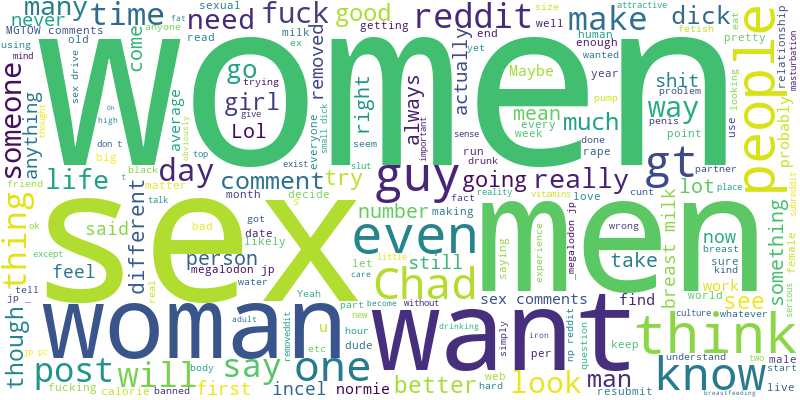 many time need fuck reddit make dick
never
using
MGTOW comments
old
mind
sexual
fat
anyone
read
come
getting
good
removed
milk
ex
well
end
yet
actually
human
enough
wanted
size
attractive
fetish
eat
pretty
relationship
masturbation
women
someone
anything
sex drive
average
go
girl
Lol
trying
give
right
always
Maybe
mean
every
week
year
problem
penis
shit
way
much
point
looking
use
probably
people
don t
high
oh
thought
big
black
t
top
obviously
everyone
seem
small dick
important
sense
run
drunk
done
rape
partner
gt
thing
life
day
comment
try
guy
going
really
lot
friend
matter
talk
exist
slut
month
decide
s
fact
making
reality
vitamins
love
cunt
place
subreddit
sex
men
even
Chad
number
still
ok
except
said
feel
different
person
bad
got
date
likely
megalodon jp
water
let
care
little
saying
experience
_ megalodon jp
wrong
take
breast milk
now
breast
sure
kind
work
world
see
something
female
serious
tell
jp _
though
real
Yeah
part
become
without
sex comments
find
culture
whatever
woman
want
think
know
post
will
say
one
u
hour
dude
etc
new
adult
removeddit
drinking
simply
iron
per
np reddit
question
keep
understand
two
male
start
live
jp pc
fucking
calorie
banned
body
first
incel
normie
better
web
hard
look
man
resubmit
breastfeeding
pump